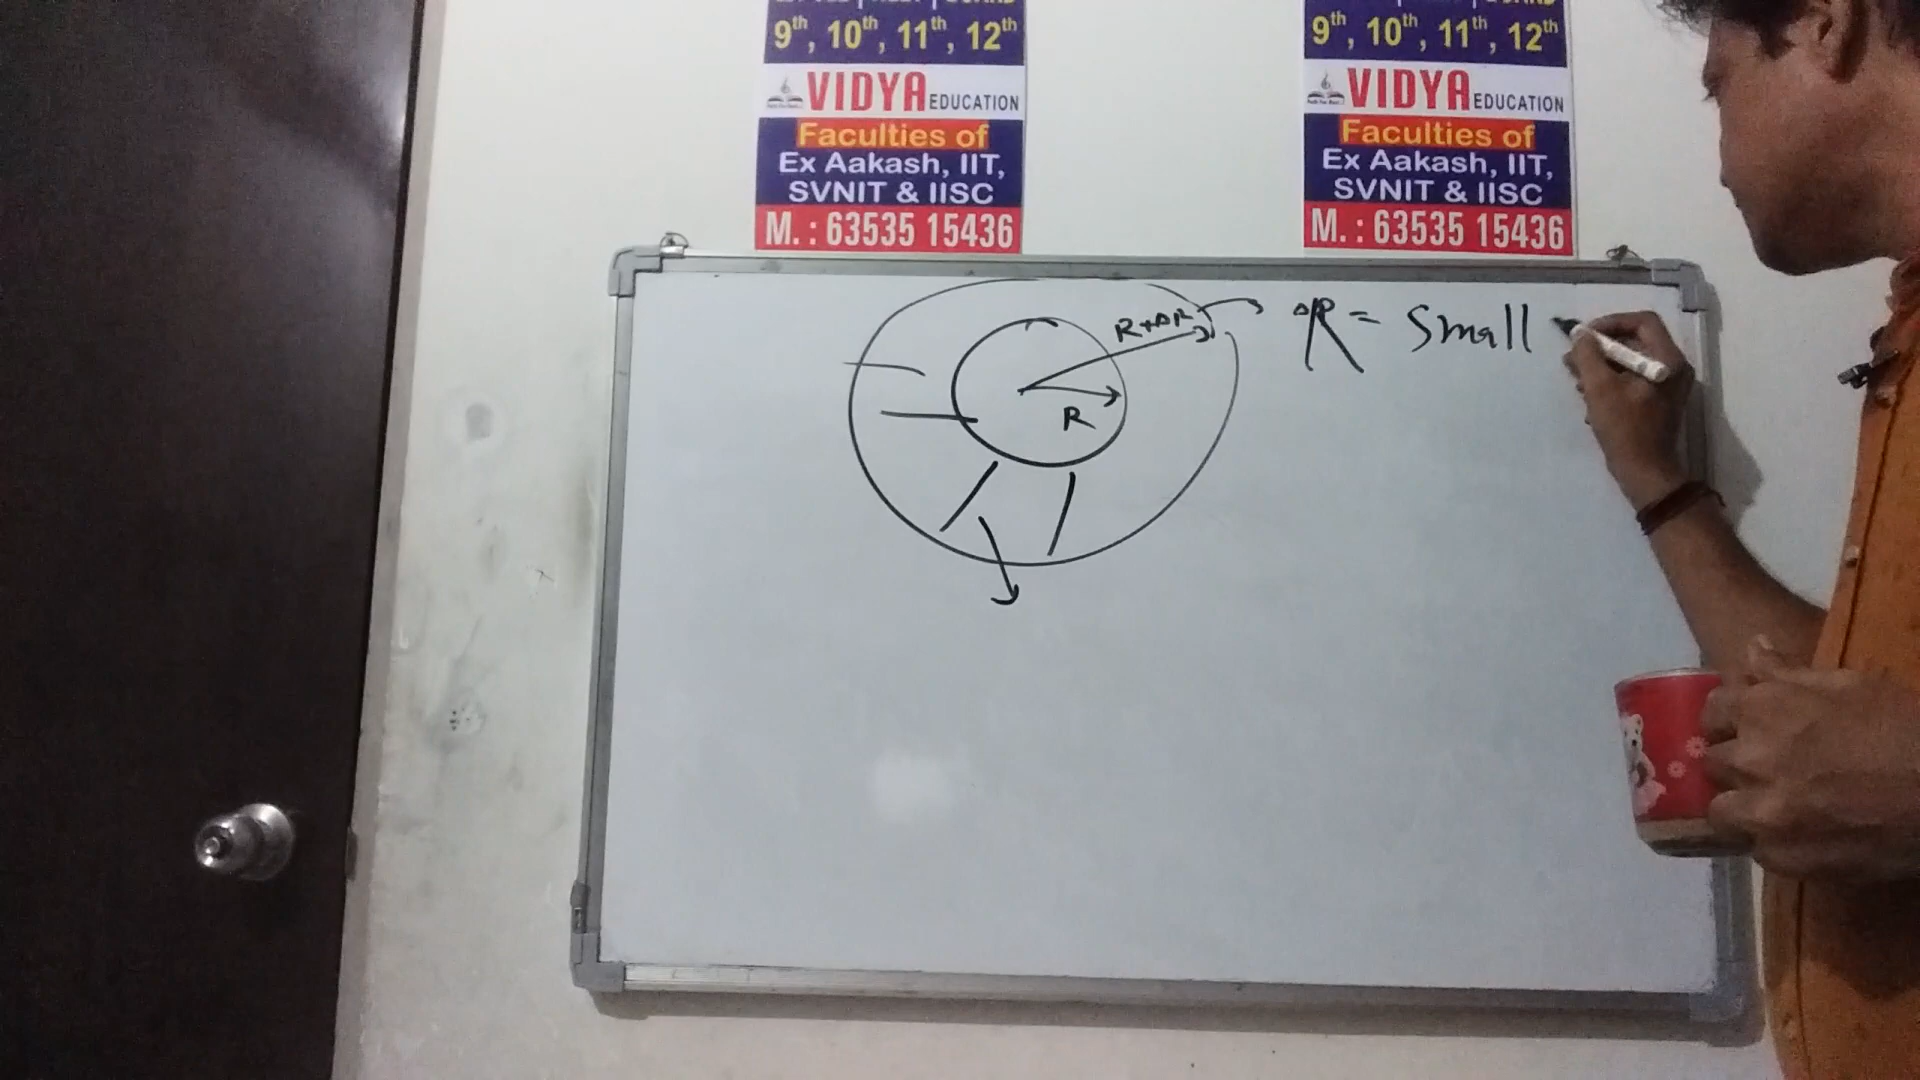 9th, 10th, 11th, 12th
VIDYA EDUCATION
Faculties of
Ex Aakash, IIT,
SVNIT & IISC
M. : 63535 15436
9th, 10th, 11th, 12th
VIDYA EDUCATION
Faculties of
Ex Aakash, IIT,
SVNIT & IISC
M. : 63535 15436
R+ΔR
R
ΔR = Small